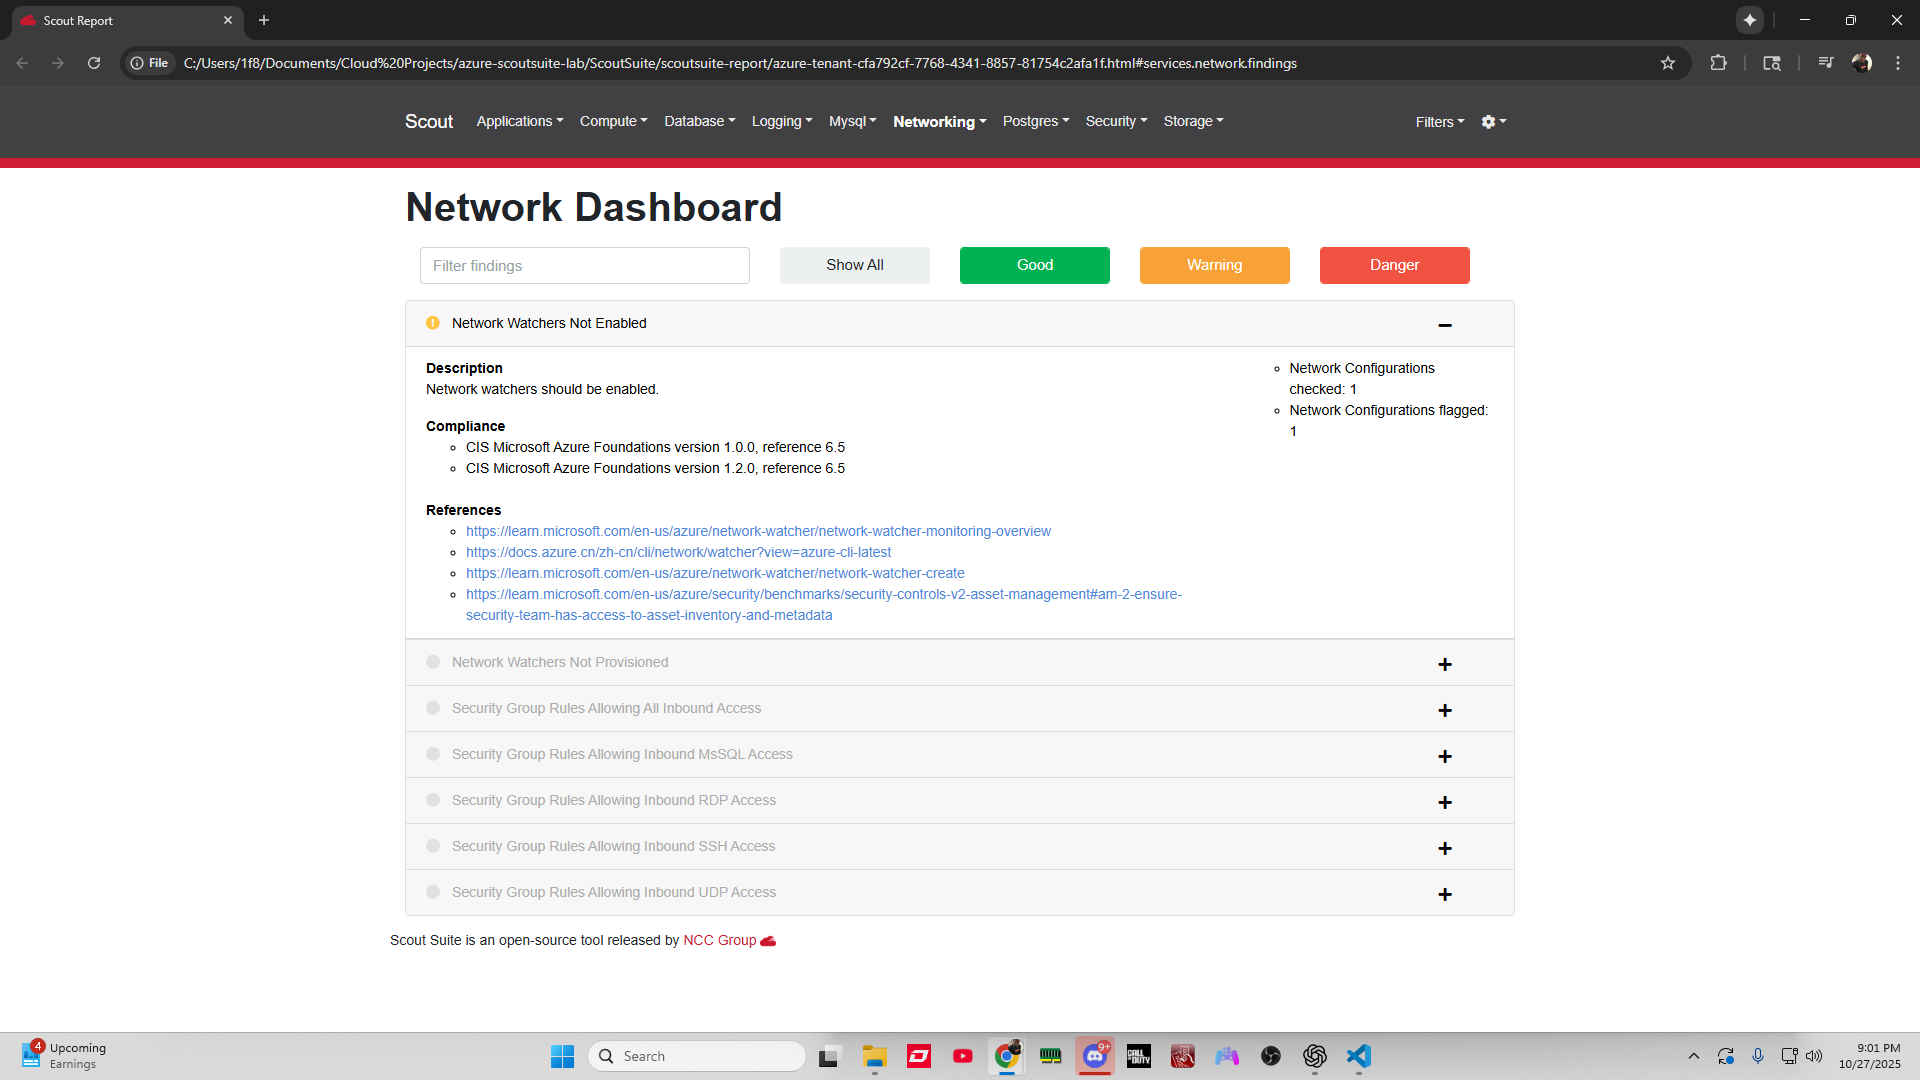 Scout Report
File
C:/Users/1f8/Documents/Cloud%20Projects/azure-scoutsuite-lab/ScoutSuite/scoutsuite-report/azure-tenant-cfa792cf-7768-4341-8857-81754c2afa1f.html#services.network.findings
Scout Applications Compute Database Logging Mysql Networking Postgres Security Storage Filters
Network Dashboard
Filter findings Show All Good Warning Danger
Network Watchers Not Enabled
Description
Network watchers should be enabled.
Compliance
CIS Microsoft Azure Foundations version 1.0.0, reference 6.5
CIS Microsoft Azure Foundations version 1.2.0, reference 6.5
References
https://learn.microsoft.com/en-us/azure/network-watcher/network-watcher-monitoring-overview
https://docs.azure.cn/zh-cn/cli/network/watcher?view=azure-cli-latest
https://learn.microsoft.com/en-us/azure/network-watcher/network-watcher-create
https://learn.microsoft.com/en-us/azure/security/benchmarks/security-controls-v2-asset-management#am-2-ensure-
security-team-has-access-to-asset-inventory-and-metadata
Network Configurations
checked: 1
Network Configurations flagged:
1
Network Watchers Not Provisioned
Security Group Rules Allowing All Inbound Access
Security Group Rules Allowing Inbound MsSQL Access
Security Group Rules Allowing Inbound RDP Access
Security Group Rules Allowing Inbound SSH Access
Security Group Rules Allowing Inbound UDP Access
Scout Suite is an open-source tool released by NCC Group
4
Upcoming
Earnings
Search
9+
CALL OF DUTY
9:01 PM
10/27/2025